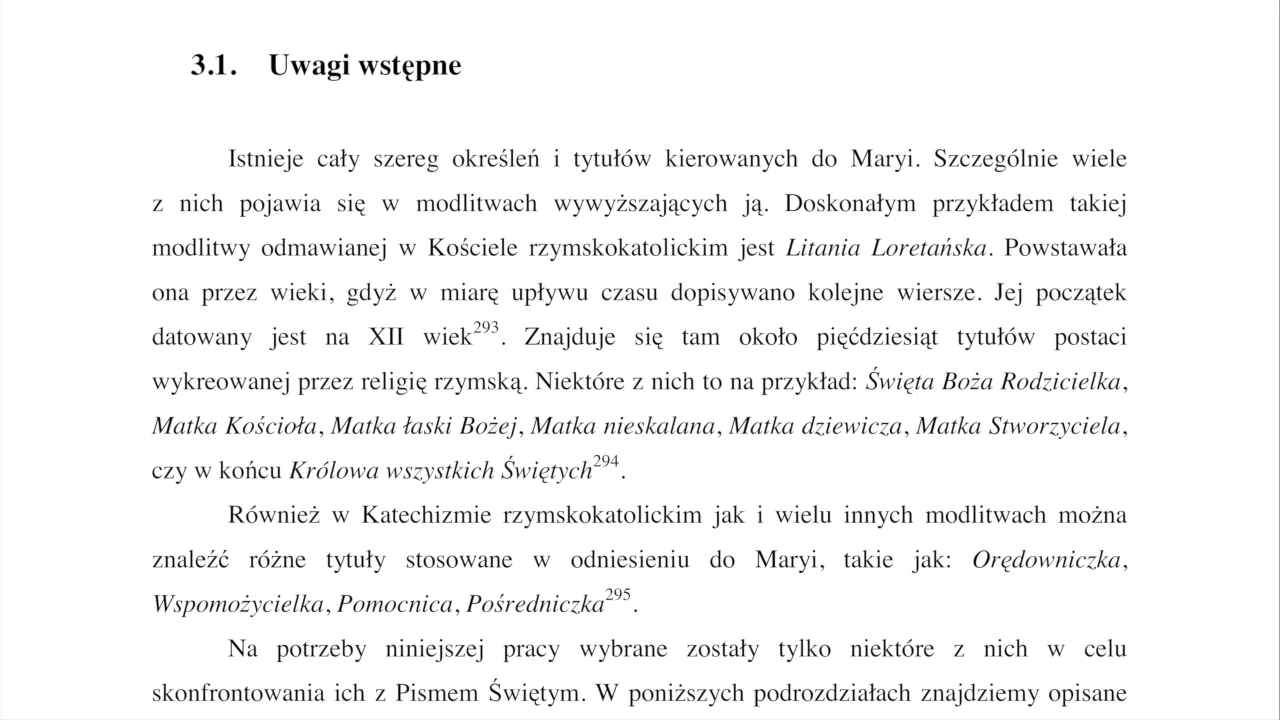 3.1. Uwagi wstępne
Istnieje cały szereg określeń i tytułów kierowanych do Maryi. Szczególnie wiele
z nich pojawia się w modlitwach wywyższających ją. Doskonałym przykładem takiej
modlitwy odmawianej w Kościele rzymskokatolickim jest Litania Loretańska. Powstawała
ona przez wieki, gdyż w miarę upływu czasu dopisywano kolejne wiersze. Jej początek
datowany jest na XII wiek293. Znajduje się tam około pięćdziesiąt tytułów postaci
wykreowanej przez religię rzymską. Niektóre z nich to na przykład: Święta Boża Rodzicielka,
Matka Kościoła, Matka łaski Bożej, Matka nieskalana, Matka dziewicza, Matka Stworzyciela,
czy w końcu Królowa wszystkich Świętych294.
Również w Katechizmie rzymskokatolickim jak i wielu innych modlitwach można
znaleźć różne tytuły stosowane w odniesieniu do Maryi, takie jak: Orędowniczka,
Wspomożycielka, Pomocnica, Pośredniczka295.
Na potrzeby niniejszej pracy wybrane zostały tylko niektóre z nich w celu
skonfrontowania ich z Pismem Świętym. W poniższych podrozdziałach znajdziemy opisane